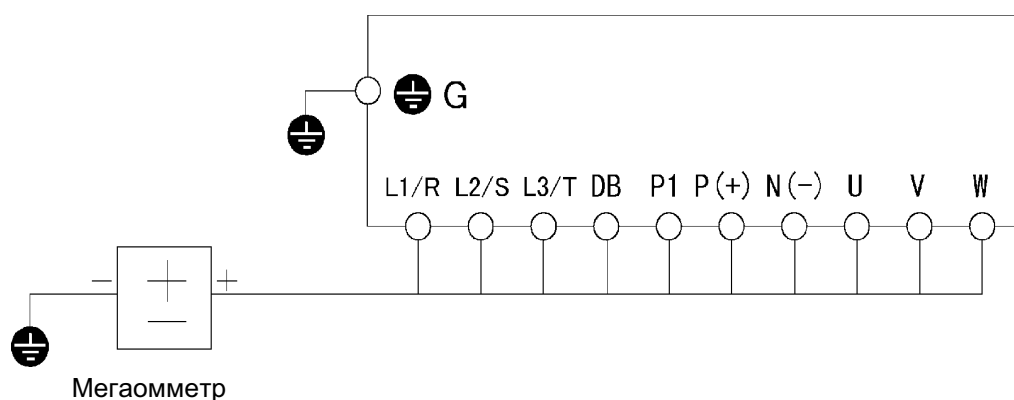 G
L1/R L2/S L3/T DB P1 P(+) N(-) U V W
− + − +
Мегаомметр